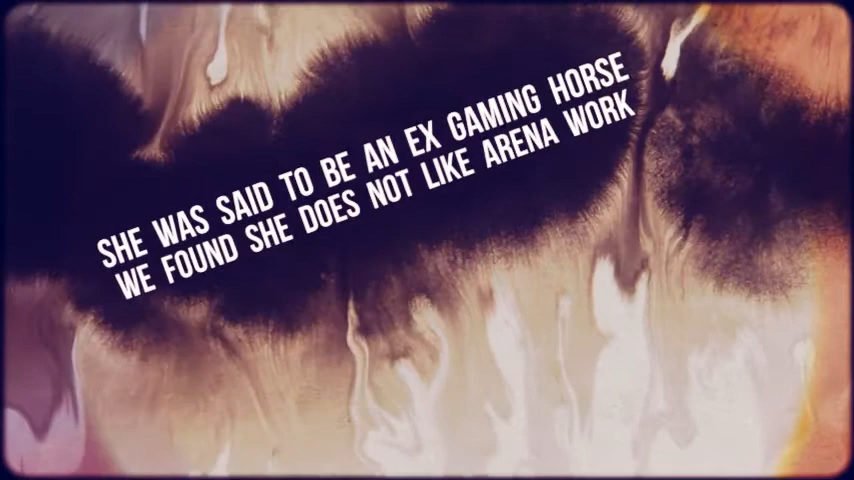 SHE WAS SAID TO BE AN EX GAMING HORSE
WE FOUND SHE DOES NOT LIKE ARENA WORK